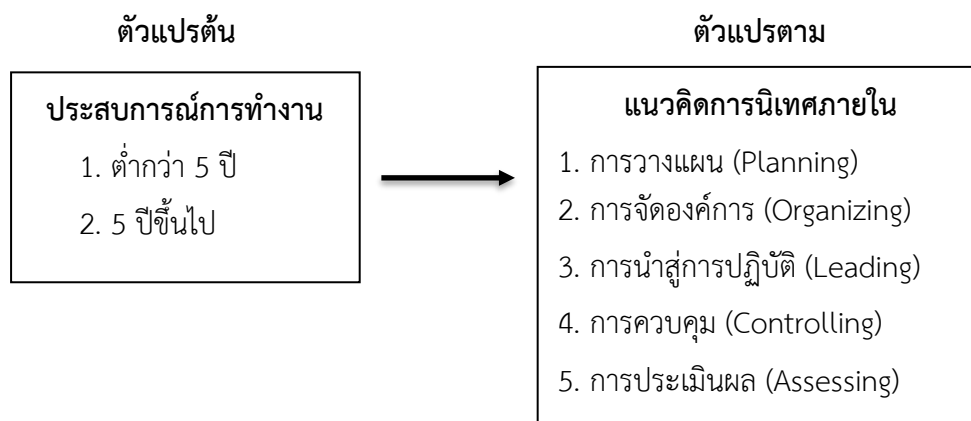 ตัวแปรต้น
ตัวแปรตาม
ประสบการณ์การทำงาน
1. ต่ำกว่า 5 ปี
2. 5 ปีขึ้นไป
แนวคิดการนิเทศภายใน
1. การวางแผน (Planning)
2. การจัดองค์การ (Organizing)
3. การนำสู่การปฏิบัติ (Leading)
4. การควบคุม (Controlling)
5. การประเมินผล (Assessing)